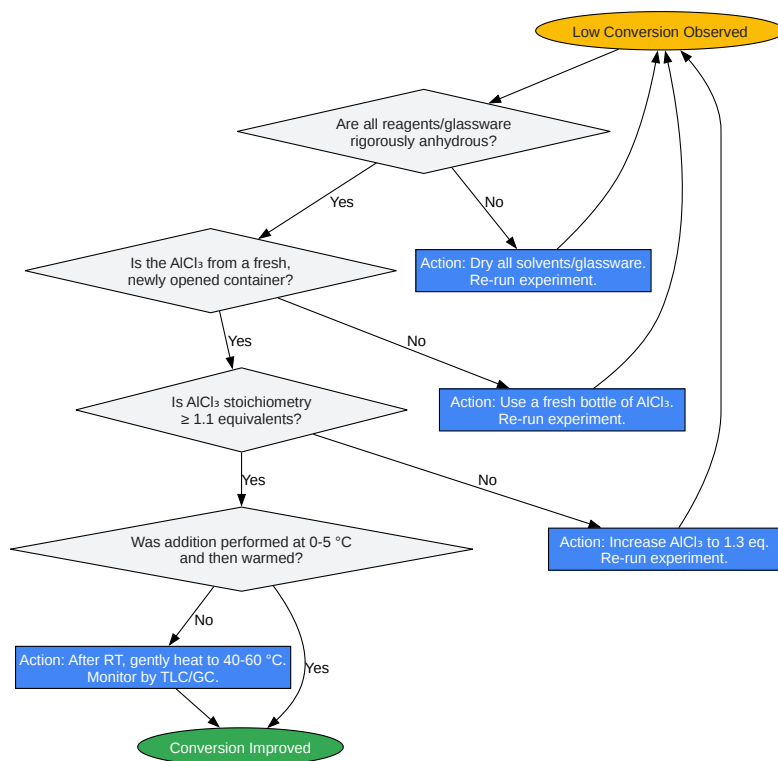 Low Conversion Observed
Are all reagents/glassware
rigorously anhydrous?
Yes
No
Is the AlCl₃ from a fresh,
newly opened container?
Action: Dry all solvents/glassware.
Re-run experiment.
Yes
No
Is AlCl₃ stoichiometry
≥ 1.1 equivalents?
Action: Use a fresh bottle of AlCl₃.
Re-run experiment.
Yes
No
Was addition performed at 0-5 °C
and then warmed?
Action: Increase AlCl₃ to 1.3 eq.
Re-run experiment.
No
Yes
Action: After RT, gently heat to 40-60 °C.
Monitor by TLC/GC.
Conversion Improved